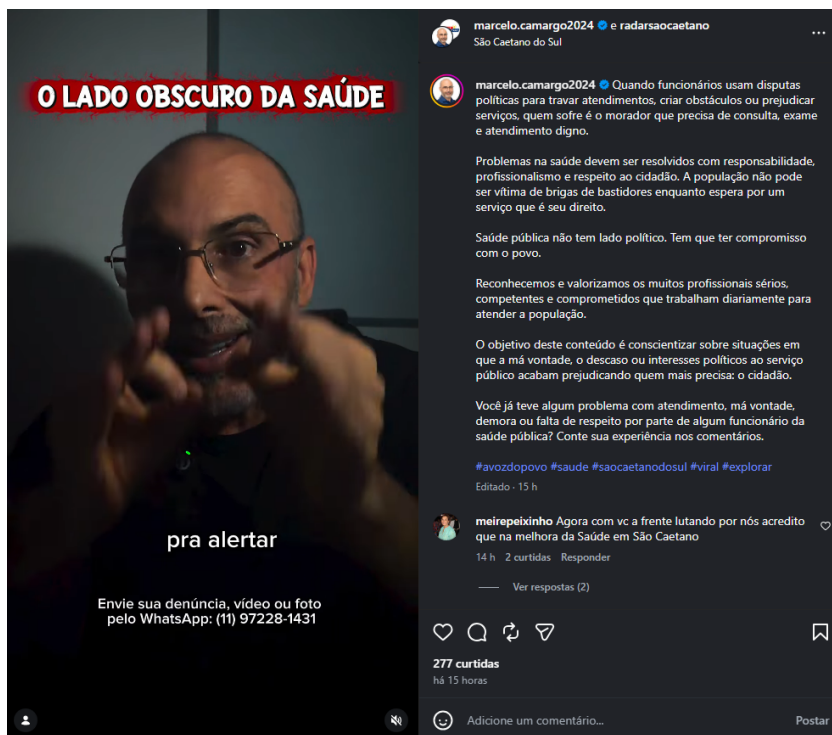 O LADO OBSCURO DA SAÚDE
pra alertar
Envie sua denúncia, vídeo ou foto
pelo WhatsApp: (11) 97228-1431
marcelo.camargo2024 e radarsaocaetano
São Caetano do Sul
marcelo.camargo2024 Quando funcionários usam disputas
políticas para travar atendimentos, criar obstáculos ou prejudicar
serviços, quem sofre é o morador que precisa de consulta, exame
e atendimento digno.
Problemas na saúde devem ser resolvidos com responsabilidade,
profissionalismo e respeito ao cidadão. A população não pode
ser vítima de brigas de bastidores enquanto espera por um
serviço que é seu direito.
Saúde pública não tem lado político. Tem que ter compromisso
com o povo.
Reconhecemos e valorizamos os muitos profissionais sérios,
competentes e comprometidos que trabalham diariamente para
atender a população.
O objetivo deste conteúdo é conscientizar sobre situações em
que a má vontade, o descaso ou interesses políticos ao serviço
público acabam prejudicando quem mais precisa: o cidadão.
Você já teve algum problema com atendimento, má vontade,
demora ou falta de respeito por parte de algum funcionário da
saúde pública? Conte sua experiência nos comentários.
#avozdopovo #saude #saocaetanodosul #viral #explorar
Editado · 15 h
meirepeixinho Agora com vc a frente lutando por nós acredito
que na melhora da Saúde em São Caetano
14 h 2 curtidas Responder
Ver respostas (2)
277 curtidas
há 15 horas
Adicione um comentário... Postar